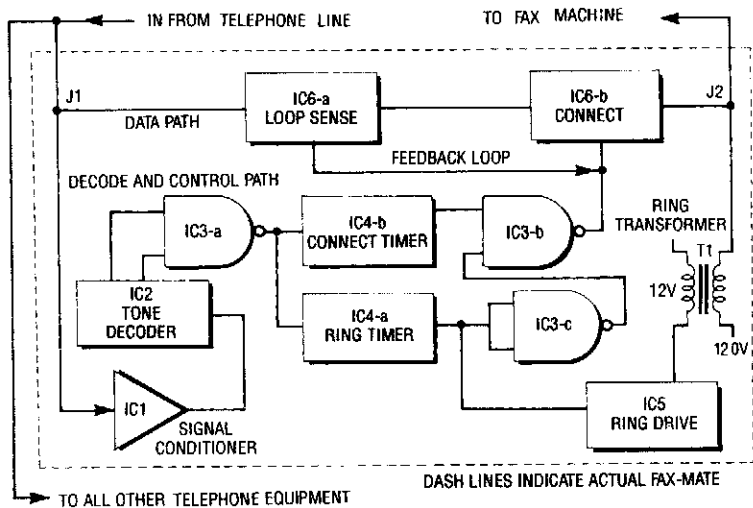 IN FROM TELEPHONE LINE
TO FAX MACHINE
J1
IC6-a
LOOP SENSE
IC6-b
CONNECT
J2
DATA PATH
FEEDBACK LOOP
DECODE AND CONTROL PATH
IC3-a
IC4-b
CONNECT TIMER
IC3-b
RING
TRANSFORMER
T1
12V
120V
IC2
TONE
DECODER
IC4-a
RING TIMER
IC3-c
IC1
SIGNAL
CONDITIONER
IC5
RING DRIVE
DASH LINES INDICATE ACTUAL FAX-MATE
TO ALL OTHER TELEPHONE EQUIPMENT